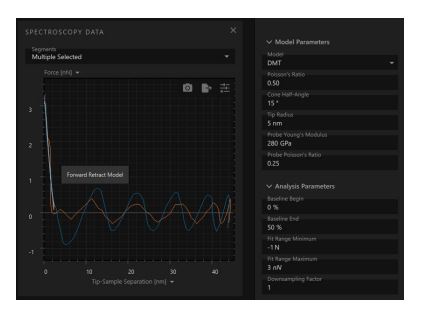 SPECTROSCOPY DATA
Segments
Multiple Selected
Force [nN]
3
2
1
0
-1
Forward Retract Model
0
10
20
30
40
Tip-Sample Separation [nm]
Model Parameters
Model
DMT
Poisson's Ratio
0.50
Cone Half-Angle
15 °
Tip Radius
5 nm
Probe Young's Modulus
280 GPa
Probe Poisson's Ratio
0.25
Analysis Parameters
Baseline Begin
0 %
Baseline End
50 %
Fit Range Minimum
-1 N
Fit Range Maximum
3 nN
Downsampling Factor
1